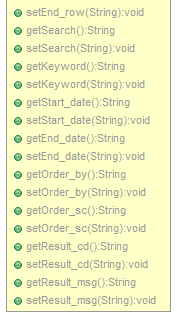 setEnd_row(String):void
getSearch():String
setSearch(String):void
getKeyword():String
setKeyword(String):void
getStart_date():String
setStart_date(String):void
getEnd_date():String
setEnd_date(String):void
getOrder_by():String
setOrder_by(String):void
getOrder_sc():String
setOrder_sc(String):void
getResult_cd():String
setResult_cd(String):void
getResult_msg():String
setResult_msg(String):void